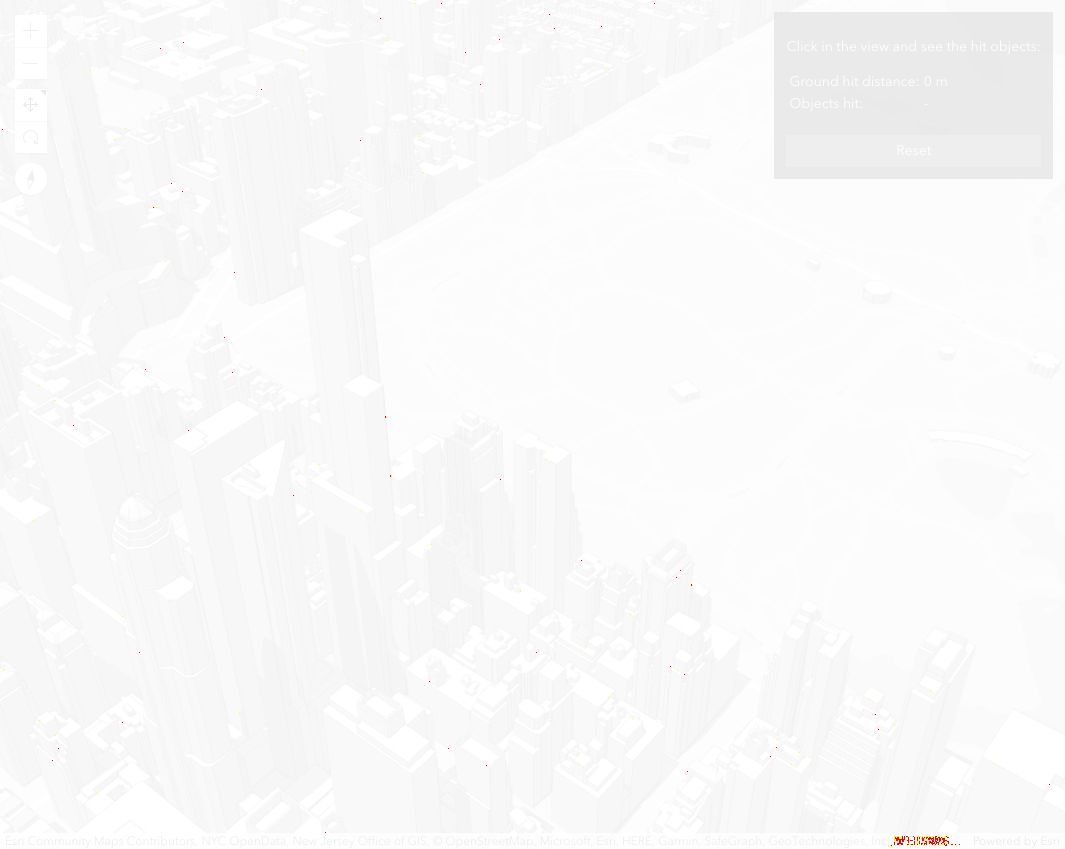 Click in the view and see the hit objects:
Ground hit distance: 0 m
Objects hit: -
Reset
Esri Community Maps Contributors, NYC OpenData, New Jersey Office of GIS, © OpenStreetMap, Microsoft, Esri, HERE, Garmin, SafeGraph, GeoTechnologies, Inc,
Powered by Esri